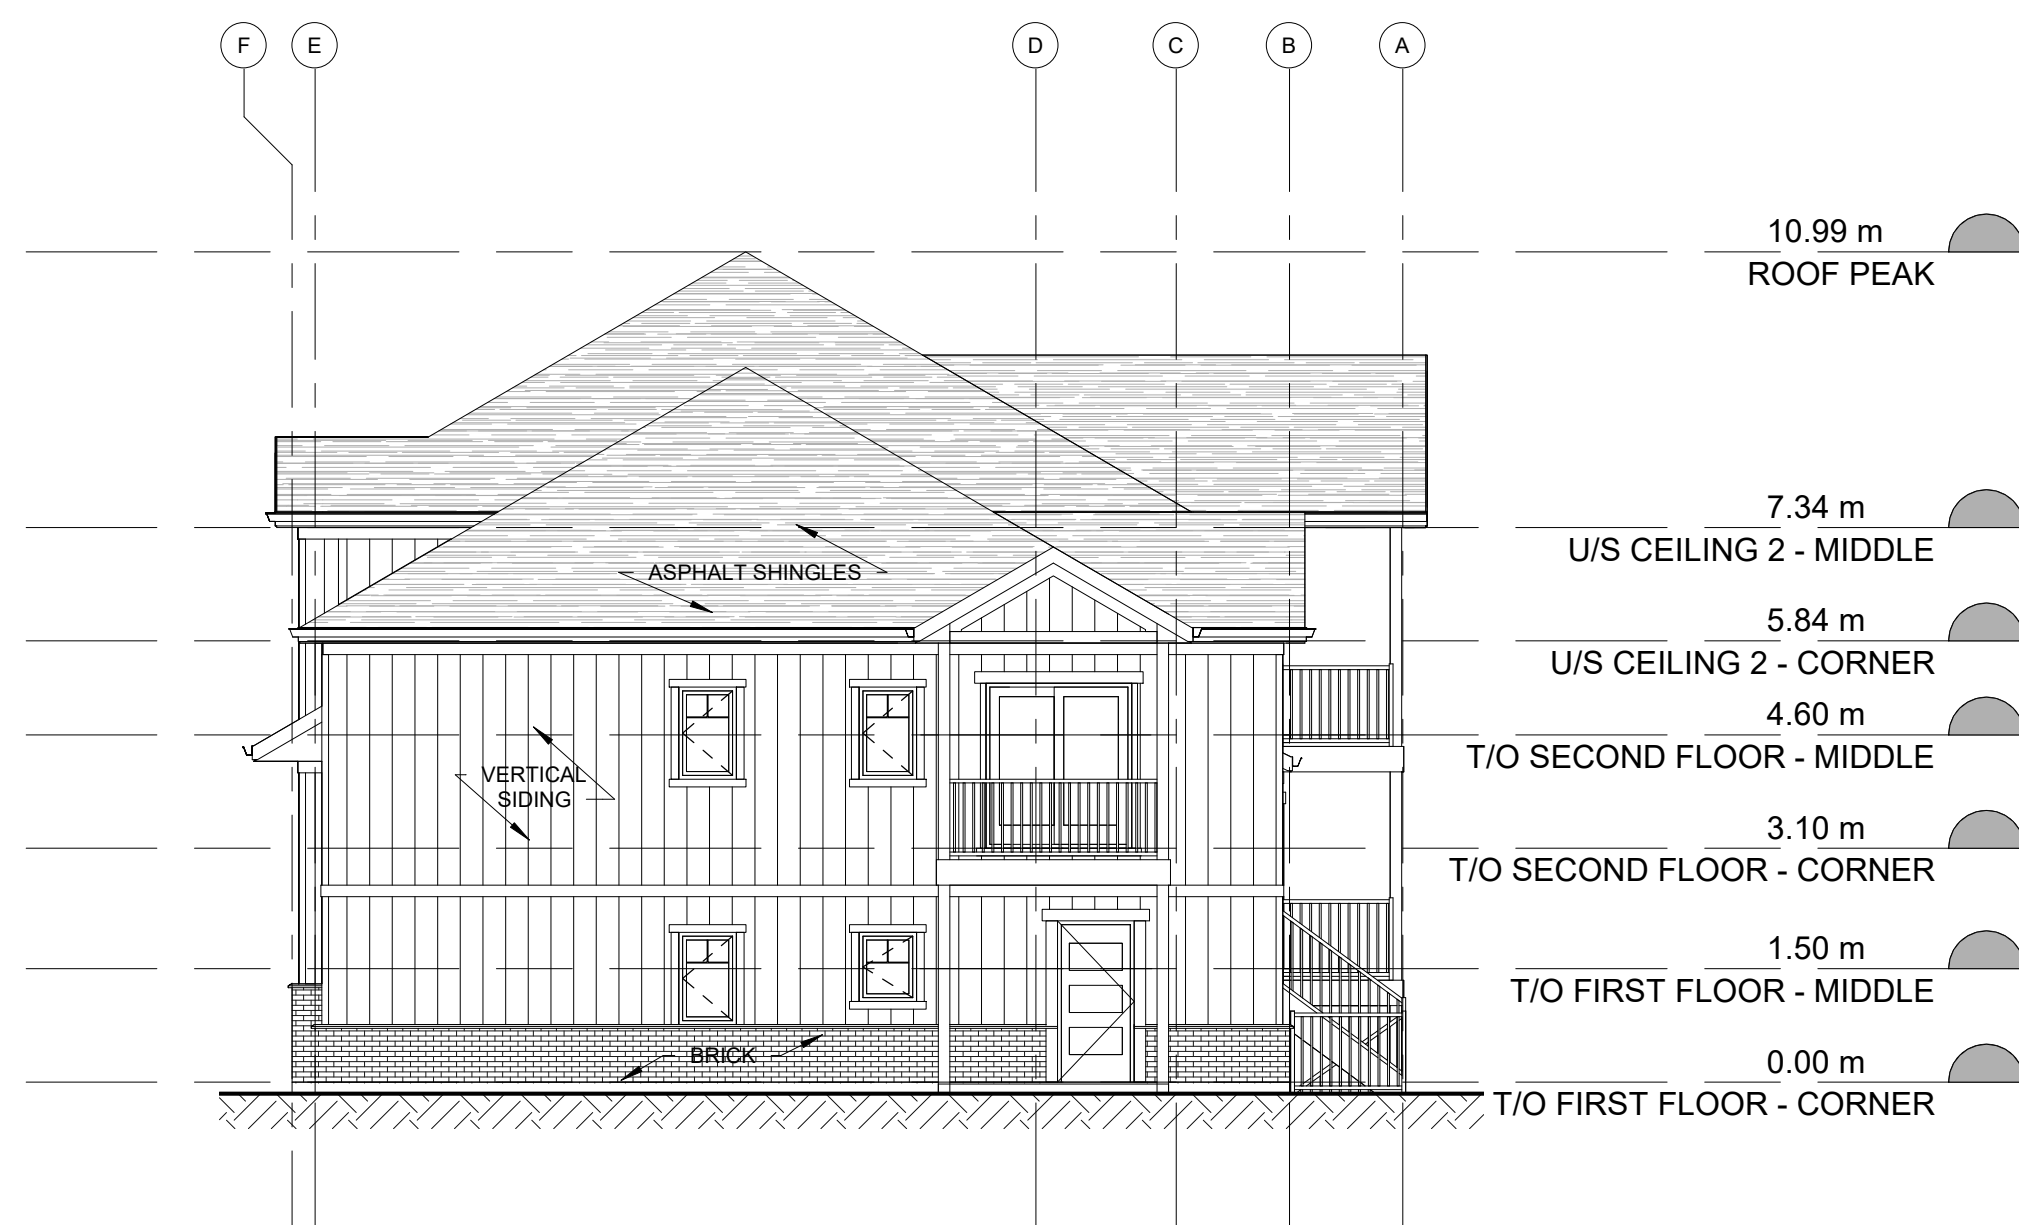 F E D C B A
10.99 m
ROOF PEAK
7.34 m
U/S CEILING 2 - MIDDLE
ASPHALT SHINGLES
5.84 m
U/S CEILING 2 - CORNER
4.60 m
T/O SECOND FLOOR - MIDDLE
VERTICAL
SIDING
3.10 m
T/O SECOND FLOOR - CORNER
1.50 m
T/O FIRST FLOOR - MIDDLE
BRICK
0.00 m
T/O FIRST FLOOR - CORNER